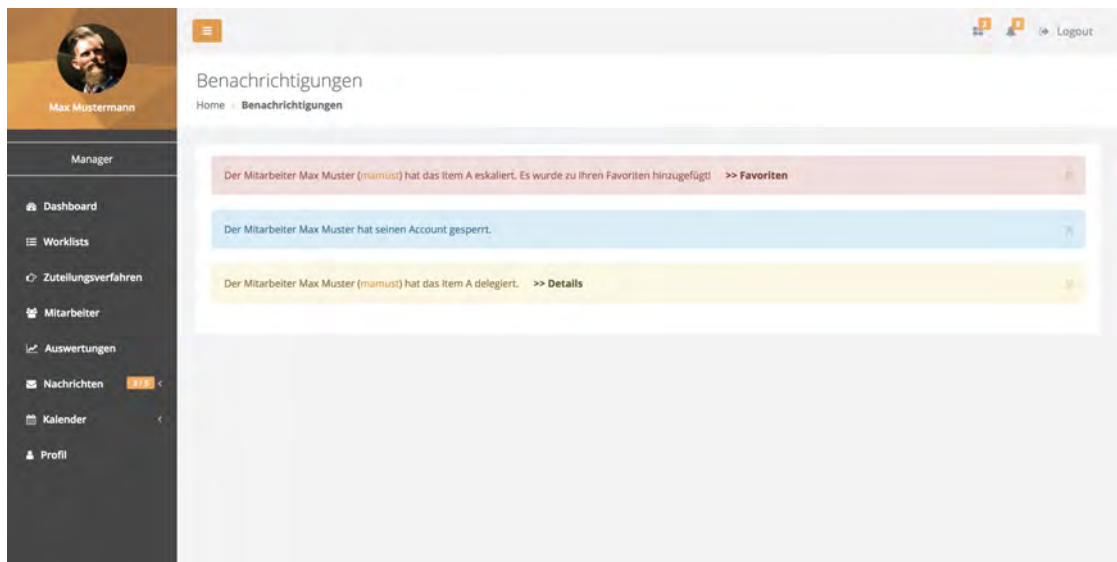 Max Mustermann
Manager
Dashboard
Worklists
Zuteilungsverfahren
Mitarbeiter
Auswertungen
Nachrichten
Kalender
Profil
Logout
Benachrichtigungen
Home Benachrichtigungen
Der Mitarbeiter Max Muster (mamust) hat das Item A eskaliert. Es wurde zu Ihren Favoriten hinzugefügt! >> Favoriten
Der Mitarbeiter Max Muster hat seinen Account gesperrt.
Der Mitarbeiter Max Muster (mamust) hat das Item A delegiert. >> Details